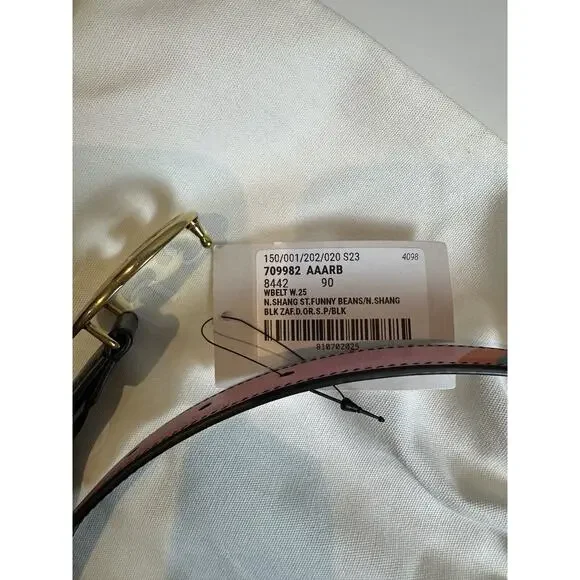 150/001/202/020 S23 4098
709982 AAARB
8442 90
WBELT W.25
N.SHANG ST.FUNNY BEANS/N.SHANG
BLK ZAF.D.OR.S.P/BLK
810702025